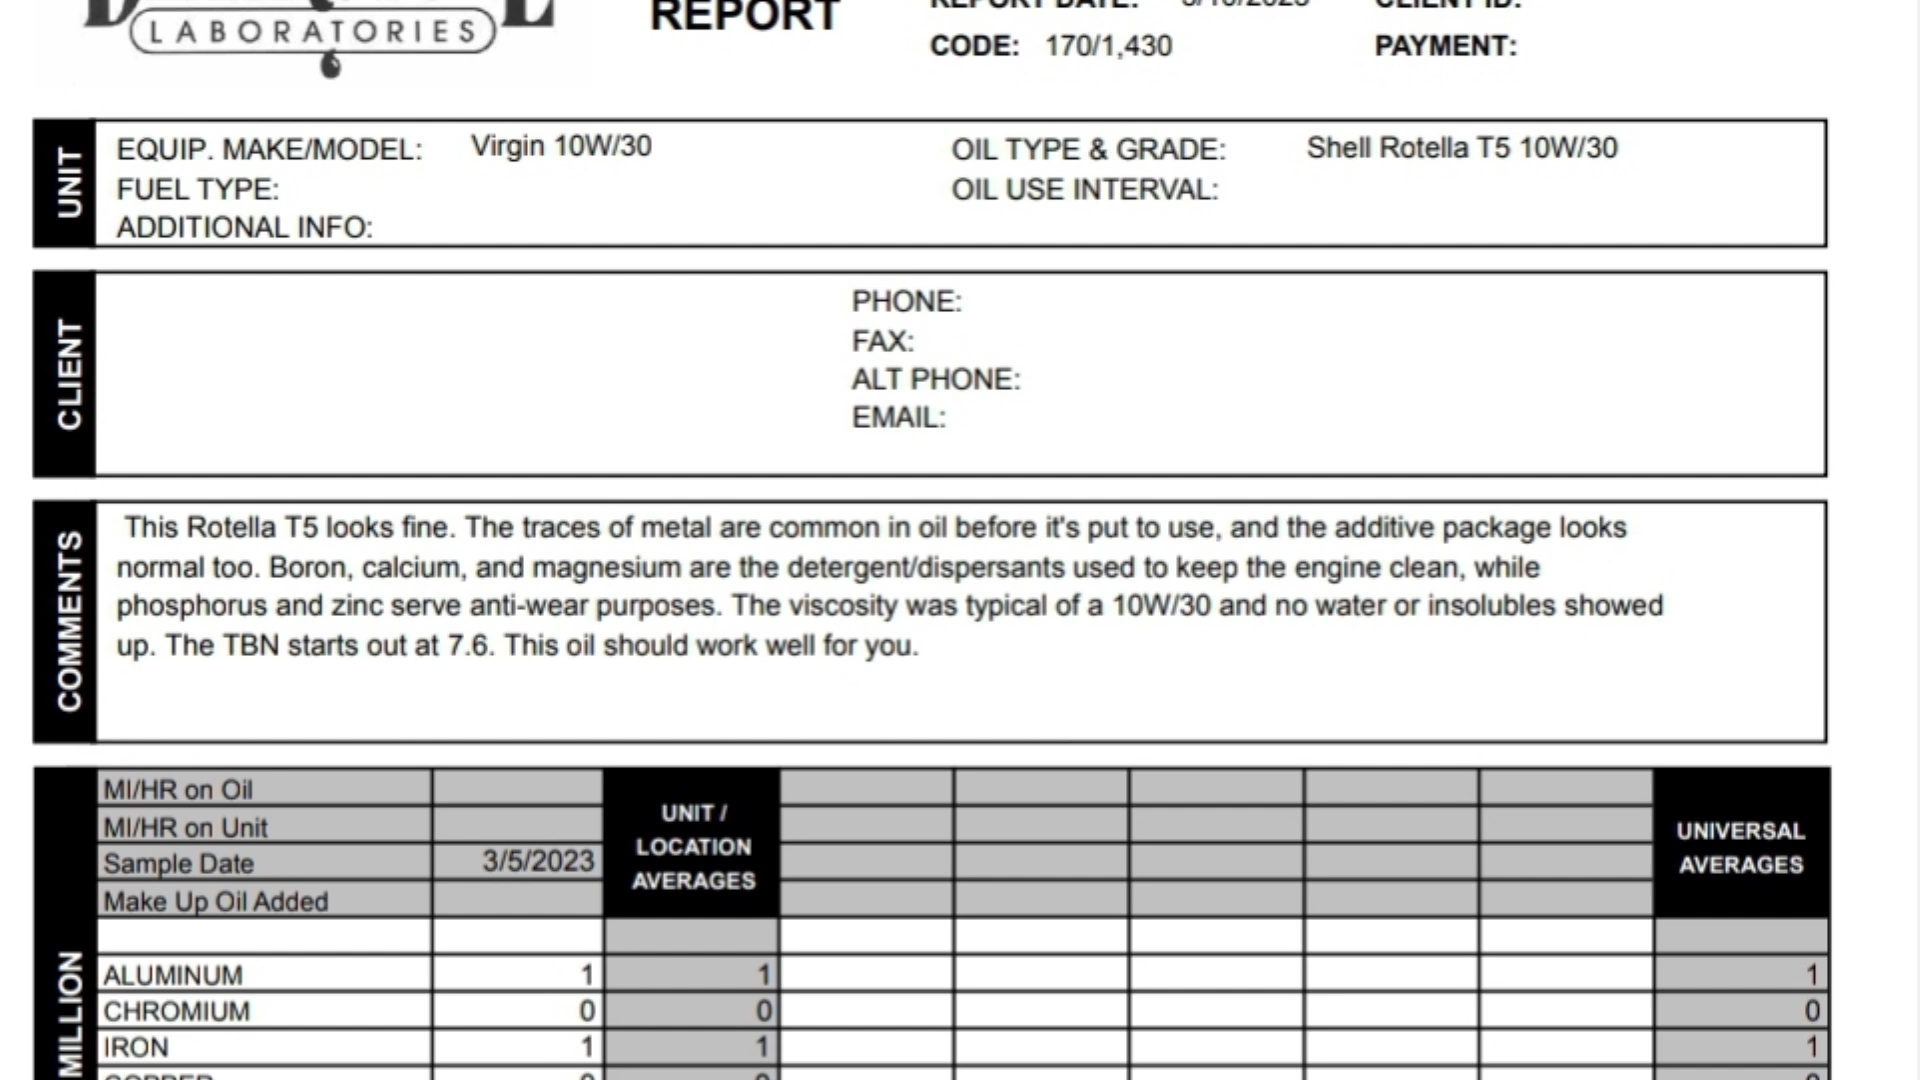 LABORATORIES
REPORT
REPORT DATE: CLIENT ID:
CODE: 170/1,430 PAYMENT:
UNIT
EQUIP. MAKE/MODEL: Virgin 10W/30 OIL TYPE & GRADE: Shell Rotella T5 10W/30
FUEL TYPE: OIL USE INTERVAL:
ADDITIONAL INFO:
CLIENT
PHONE:
FAX:
ALT PHONE:
EMAIL:
COMMENTS
This Rotella T5 looks fine. The traces of metal are common in oil before it's put to use, and the additive package looks
normal too. Boron, calcium, and magnesium are the detergent/dispersants used to keep the engine clean, while
phosphorus and zinc serve anti-wear purposes. The viscosity was typical of a 10W/30 and no water or insolubles showed
up. The TBN starts out at 7.6. This oil should work well for you.
MI/HR on Oil
MI/HR on Unit
Sample Date 3/5/2023
Make Up Oil Added
UNIT /
LOCATION
AVERAGES
UNIVERSAL
AVERAGES
MILLION
ALUMINUM 1 1 1
CHROMIUM 0 0 0
IRON 1 1 1
COPPER